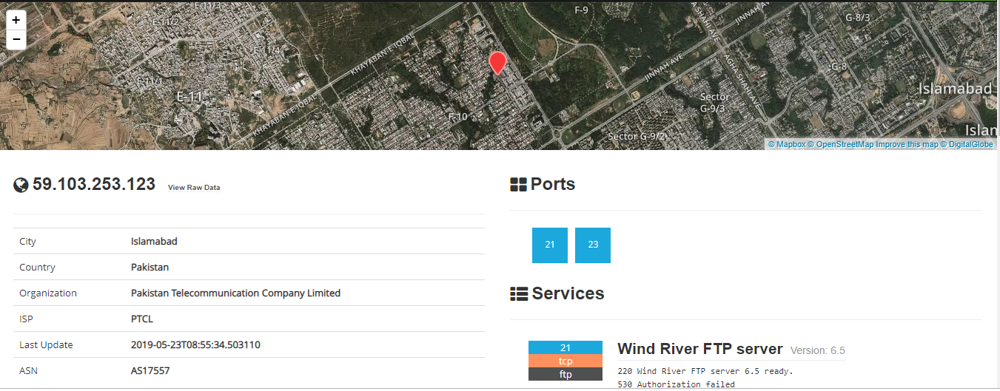 +
−
E-11/3
E-11/2
E-11/4
E-11/1
E-11
KHAYABAN-E-IQBAL
KHAYABAN-E-IQBAL
F-10
F-9
JINNAH AVE
JINNAH AVE
AGHA SHAHI AVE
AGHA SHAHI AVE
G-8/3
G-8
Sector
G-9/3
Sector G-9/2
Islamabad
Islam
© Mapbox © OpenStreetMap Improve this map © DigitalGlobe
59.103.253.123 View Raw Data
City Islamabad
Country Pakistan
Organization Pakistan Telecommunication Company Limited
ISP PTCL
Last Update 2019-05-23T08:55:34.503110
ASN AS17557
Ports
21 23
Services
21
tcp
ftp
Wind River FTP server Version: 6.5
220 Wind River FTP server 6.5 ready.
530 Authorization failed